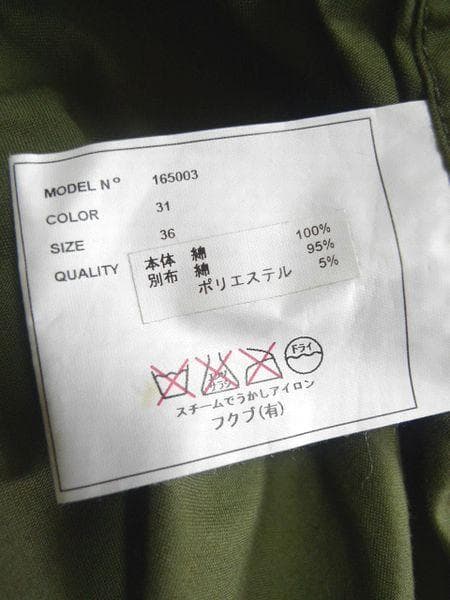 MODEL Nº 165003
COLOR 31
SIZE 36
QUALITY
本体 綿 100%
別布 綿 95%
ポリエステル 5%
ドライ
スチームでうかしアイロン
フクブ(有)